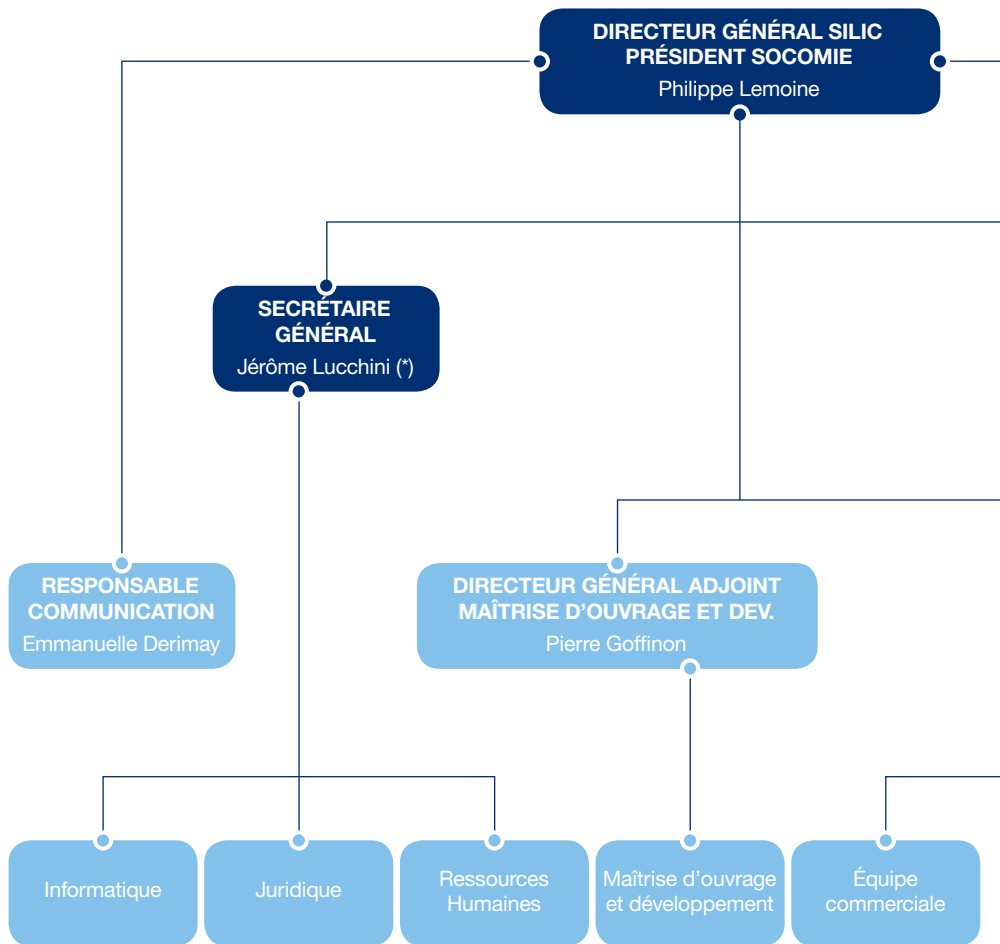 DIRECTEUR GÉNÉRAL SILIC
PRÉSIDENT SOCOMIE
Philippe Lemoine
SECRÉTAIRE
GÉNÉRAL
Jérôme Lucchini (*)
RESPONSABLE
COMMUNICATION
Emmanuelle Derimay
DIRECTEUR GÉNÉRAL ADJOINT
MAÎTRISE D'OUVRAGE ET DEV.
Pierre Goffinon
Informatique
Juridique
Ressources
Humaines
Maîtrise d'ouvrage
et développement
Équipe
commerciale